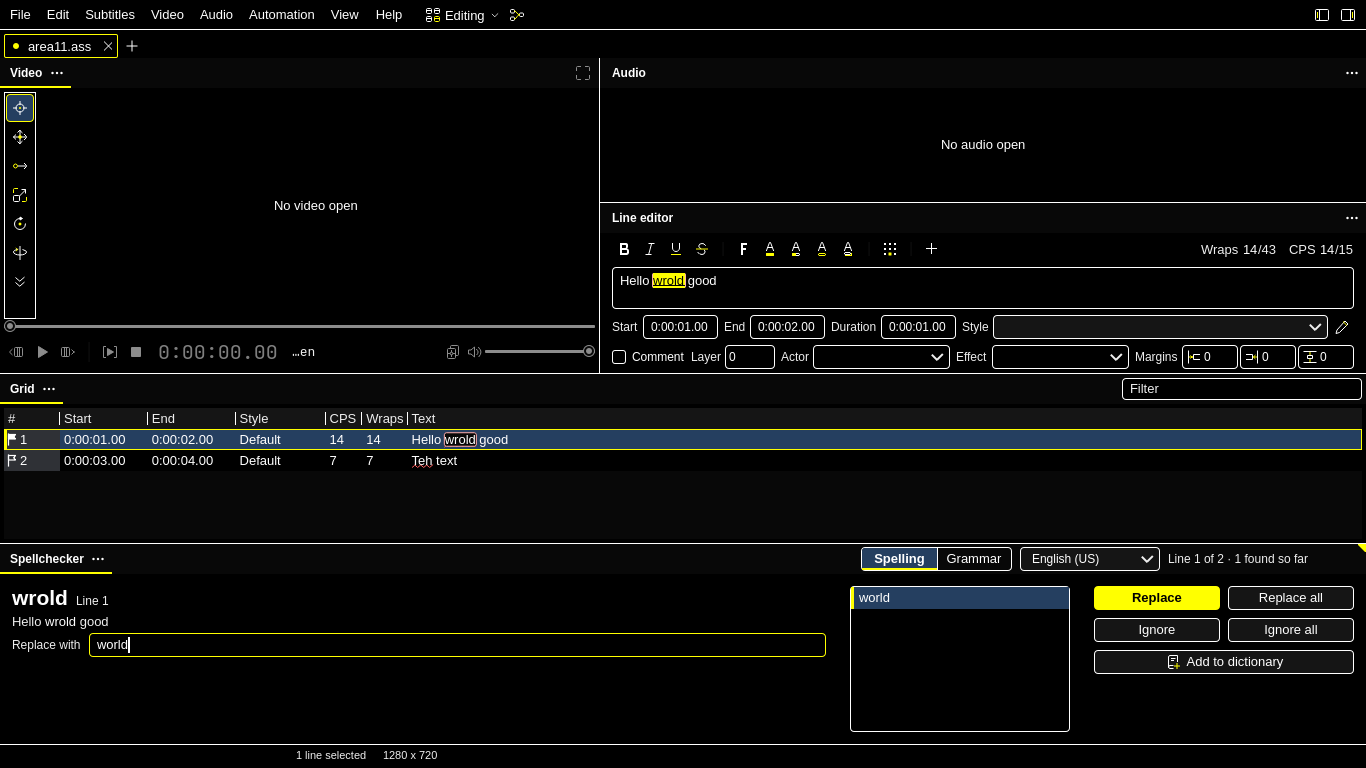 File Edit Subtitles Video Audio Automation View Help Editing
area11.ass
Video
Audio
No video open
No audio open
Line editor
B I U S F A A A A Wraps 14/43 CPS 14/15
Hello wrold good
Start 0:00:01.00 End 0:00:02.00 Duration 0:00:01.00 Style
Comment Layer 0 Actor Effect Margins 0 0 0
0:00:00.00 …en
Grid Filter
# Start End Style CPS Wraps Text
1 0:00:01.00 0:00:02.00 Default 14 14 Hello wrold good
2 0:00:03.00 0:00:04.00 Default 7 7 Teh text
Spellchecker Spelling Grammar English (US) Line 1 of 2 · 1 found so far
wrold Line 1
Hello wrold good
Replace with world
world
Replace Replace all
Ignore Ignore all
Add to dictionary
1 line selected 1280 x 720